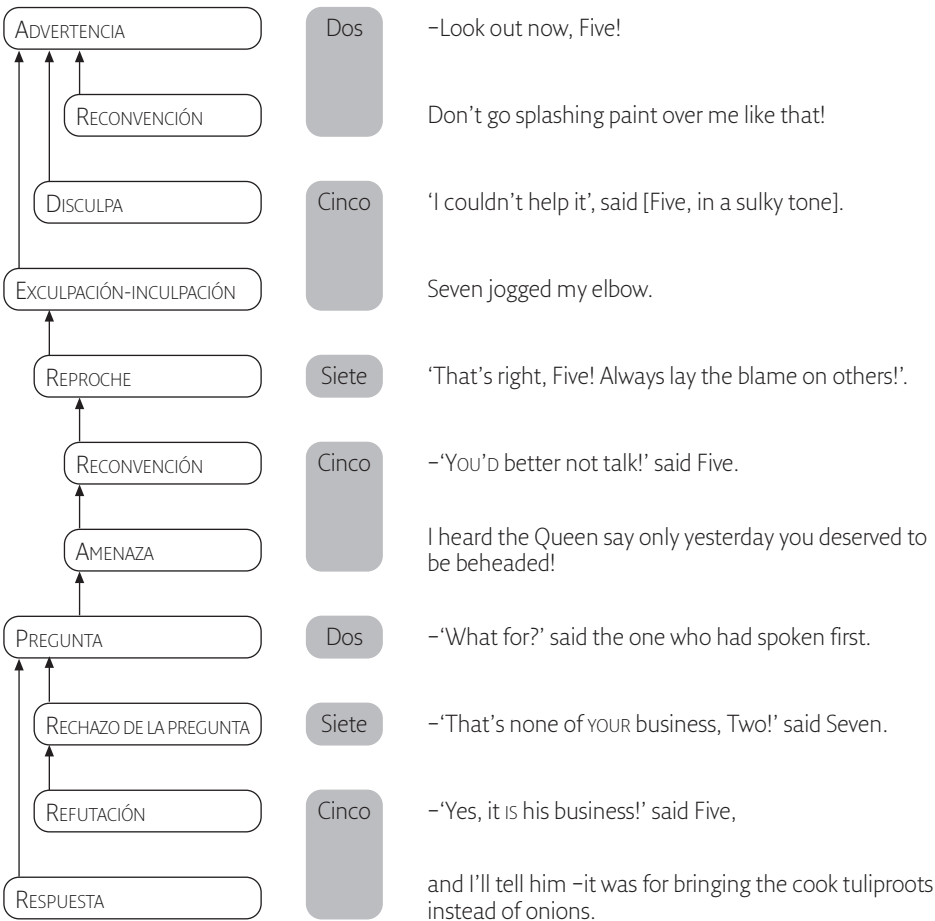 Advertencia Dos –Look out now, Five!
Reconvención Don't go splashing paint over me like that!
Disculpa Cinco 'I couldn't help it', said [Five, in a sulky tone].
Exculpación-inculpación Seven jogged my elbow.
Reproche Siete 'That's right, Five! Always lay the blame on others!'.
Reconvención Cinco –'You'd better not talk!' said Five.
Amenaza I heard the Queen say only yesterday you deserved to
be beheaded!
Pregunta Dos –'What for?' said the one who had spoken first.
Rechazo de la pregunta Siete –'That's none of your business, Two!' said Seven.
Refutación Cinco –'Yes, it is his business!' said Five,
Respuesta and I'll tell him –it was for bringing the cook tuliproots
instead of onions.